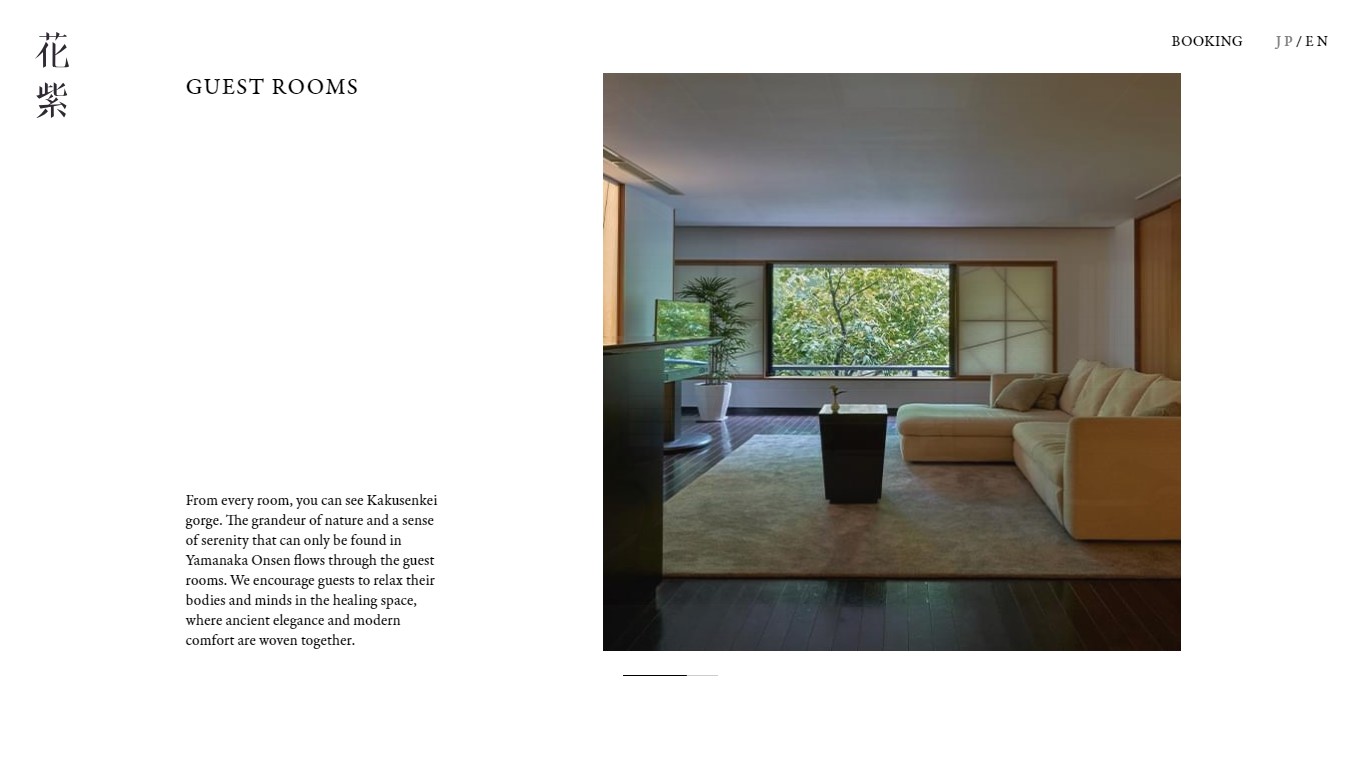 花
紫
BOOKING
JP/EN
GUEST ROOMS
From every room, you can see Kakusenkei
gorge. The grandeur of nature and a sense
of serenity that can only be found in
Yamanaka Onsen flows through the guest
rooms. We encourage guests to relax their
bodies and minds in the healing space,
where ancient elegance and modern
comfort are woven together.